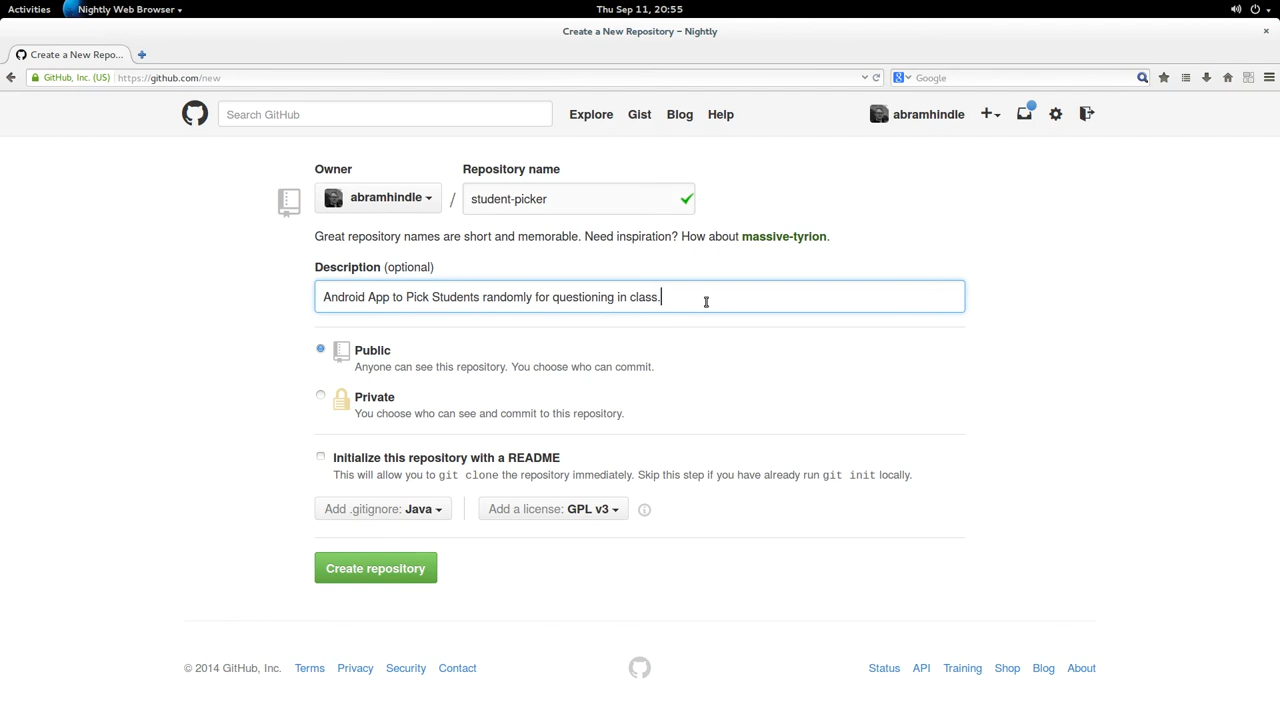 Activities Nightly Web Browser Thu Sep 11, 20:55
Create a New Repository – Nightly
Create a New Repo...
GitHub, Inc. (US) https://github.com/new Google
Search GitHub Explore Gist Blog Help abramhindle
Owner Repository name
abramhindle / student-picker
Great repository names are short and memorable. Need inspiration? How about massive-tyrion.
Description (optional)
Android App to Pick Students randomly for questioning in class.
Public
Anyone can see this repository. You choose who can commit.
Private
You choose who can see and commit to this repository.
Initialize this repository with a README
This will allow you to git clone the repository immediately. Skip this step if you have already run git init locally.
Add .gitignore: Java Add a license: GPL v3
Create repository
© 2014 GitHub, Inc. Terms Privacy Security Contact Status API Training Shop Blog About